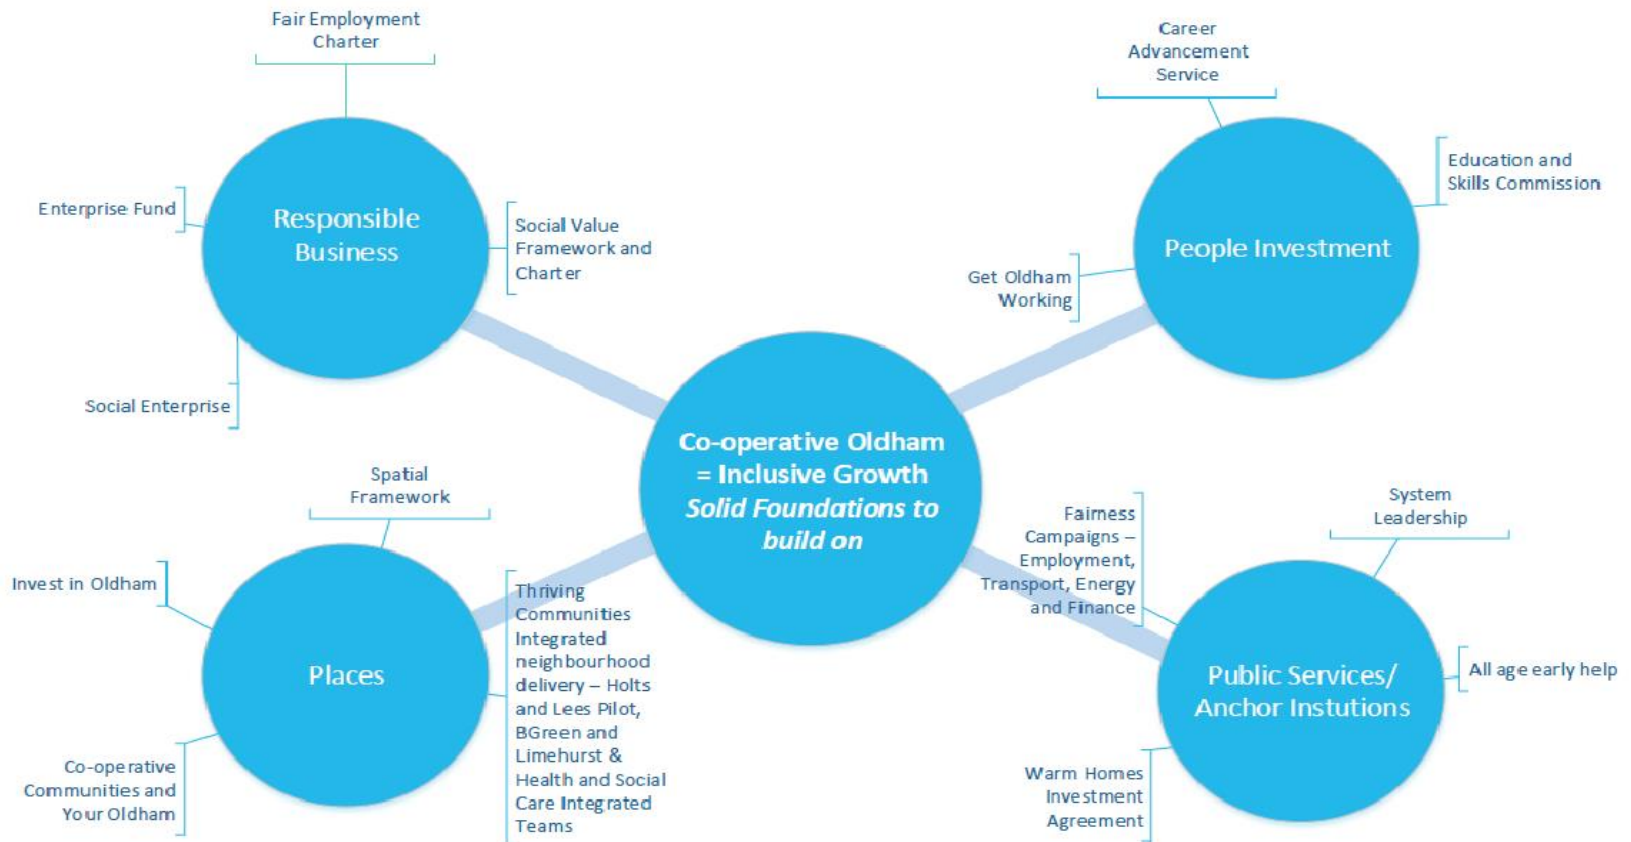 Fair Employment
Charter
Enterprise Fund
Responsible
Business
Social Value
Framework and
Charter
Social Enterprise
Career
Advancement
Service
Education and
Skills Commission
People Investment
Get Oldham
Working
Co-operative Oldham
= Inclusive Growth
Solid Foundations to
build on
Spatial
Framework
Invest in Oldham
Places
Thriving
Communities
Integrated
neighbourhood
delivery – Holts
and Lees Pilot,
BGreen and
Limehurst &
Health and Social
Care Integrated
Teams
Co-operative
Communities and
Your Oldham
Fairness
Campaigns –
Employment,
Transport, Energy
and Finance
System
Leadership
Public Services/
Anchor Instutions
All age early help
Warm Homes
Investment
Agreement